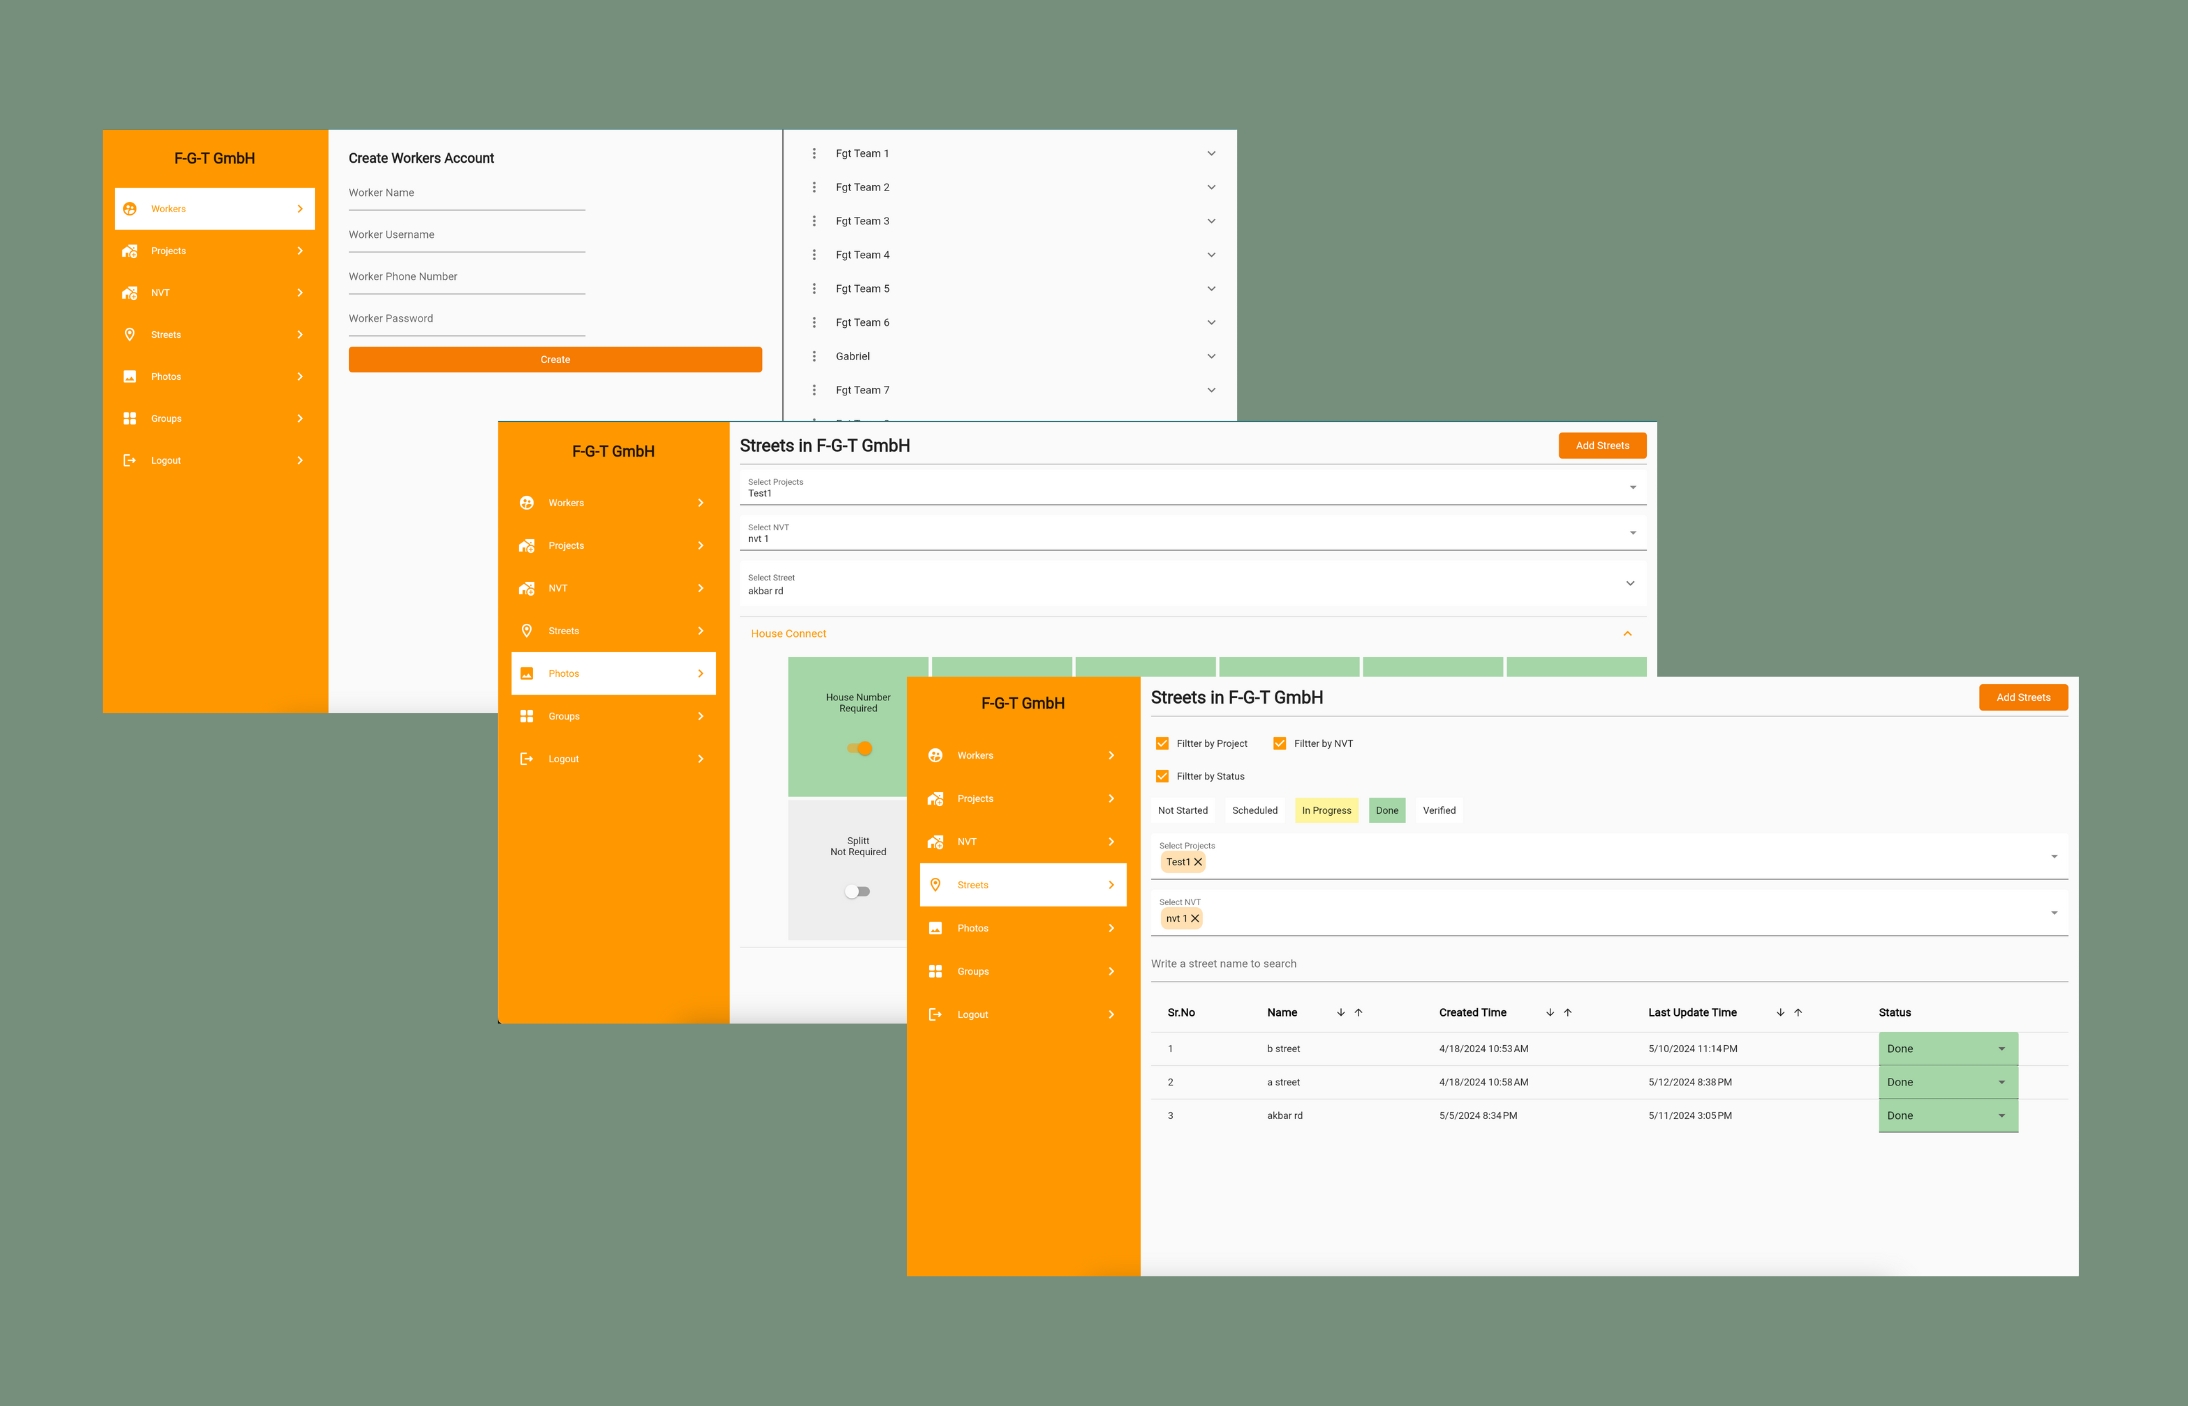 F-G-T GmbH
Workers
Projects
NVT
Streets
Photos
Groups
Logout
Create Workers Account
Worker Name
Worker Username
Worker Phone Number
Worker Password
Create
Fgt Team 1
Fgt Team 2
Fgt Team 3
Fgt Team 4
Fgt Team 5
Fgt Team 6
Gabriel
Fgt Team 7
F-G-T GmbH
Workers
Projects
NVT
Streets
Photos
Groups
Logout
Streets in F-G-T GmbH
Add Streets
Select Projects
Test1
Select NVT
nvt 1
Select Street
akbar rd
House Connect
House Number
Required
Splitt
Not Required
F-G-T GmbH
Workers
Projects
NVT
Streets
Photos
Groups
Logout
Streets in F-G-T GmbH
Add Streets
Filtter by Project Filtter by NVT
Filtter by Status
Not Started Scheduled In Progress Done Verified
Select Projects
Test1
Select NVT
nvt 1
Write a street name to search
Sr.No Name Created Time Last Update Time Status
1 b street 4/18/2024 10:53 AM 5/10/2024 11:14 PM Done
2 a street 4/18/2024 10:58 AM 5/12/2024 8:38 PM Done
3 akbar rd 5/5/2024 8:34 PM 5/11/2024 3:05 PM Done